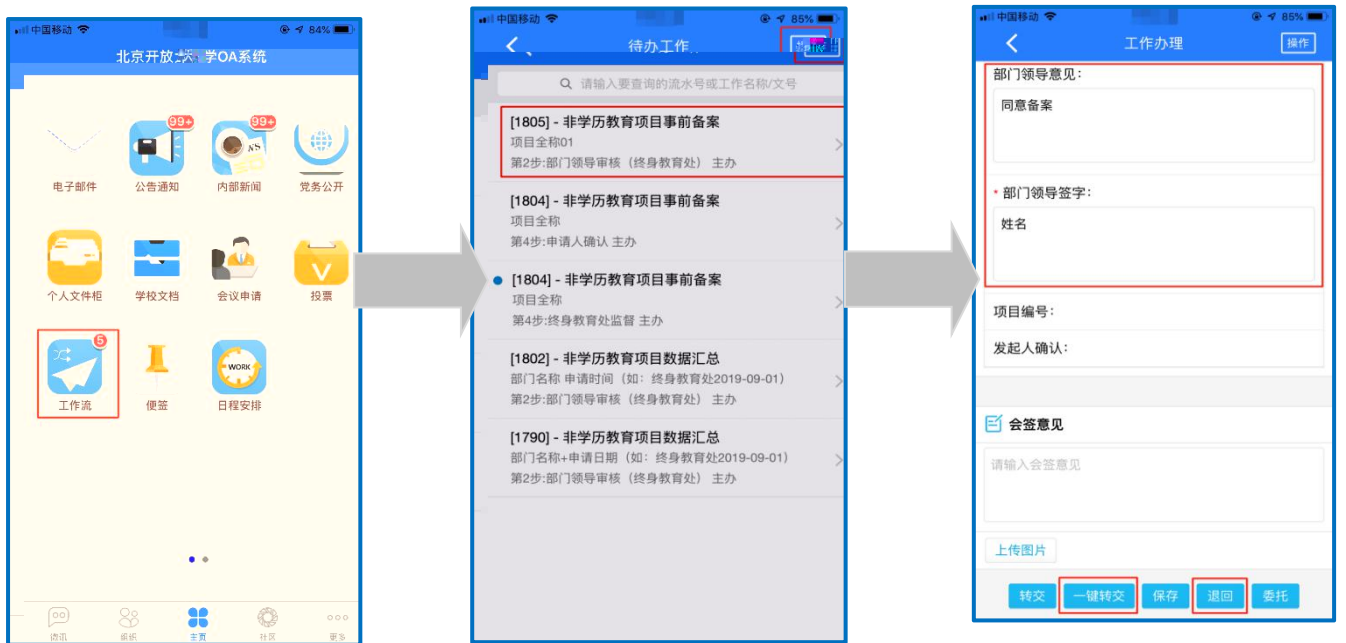 中国移动
84%
北京开放 学OA系统
99+
99+
NS
电子邮件
公告通知
内部新闻
党务公开
个人文件柜
学校文档
会议申请
投票
5
WORK
工作流
便签
日程安排
微讯
组织
主页
社区
更多
中国移动
85%
待办工作
请输入要查询的流水号或工作名称/文号
[1805] - 非学历教育项目事前备案
项目全称01
第2步:部门领导审核（终身教育处） 主办
[1804] - 非学历教育项目事前备案
项目全称
第4步:申请人确认 主办
[1804] - 非学历教育项目事前备案
项目全称
第4步:终身教育处监督 主办
[1802] - 非学历教育项目数据汇总
部门名称 申请时间（如：终身教育处2019-09-01）
第2步:部门领导审核（终身教育处） 主办
[1790] - 非学历教育项目数据汇总
部门名称+申请日期（如：终身教育处2019-09-01）
第2步:部门领导审核（终身教育处） 主办
中国移动
85%
工作办理
操作
部门领导意见：
同意备案
* 部门领导签字：
姓名
项目编号：
发起人确认：
会签意见
请输入会签意见
上传图片
转交
一键转交
保存
退回
委托